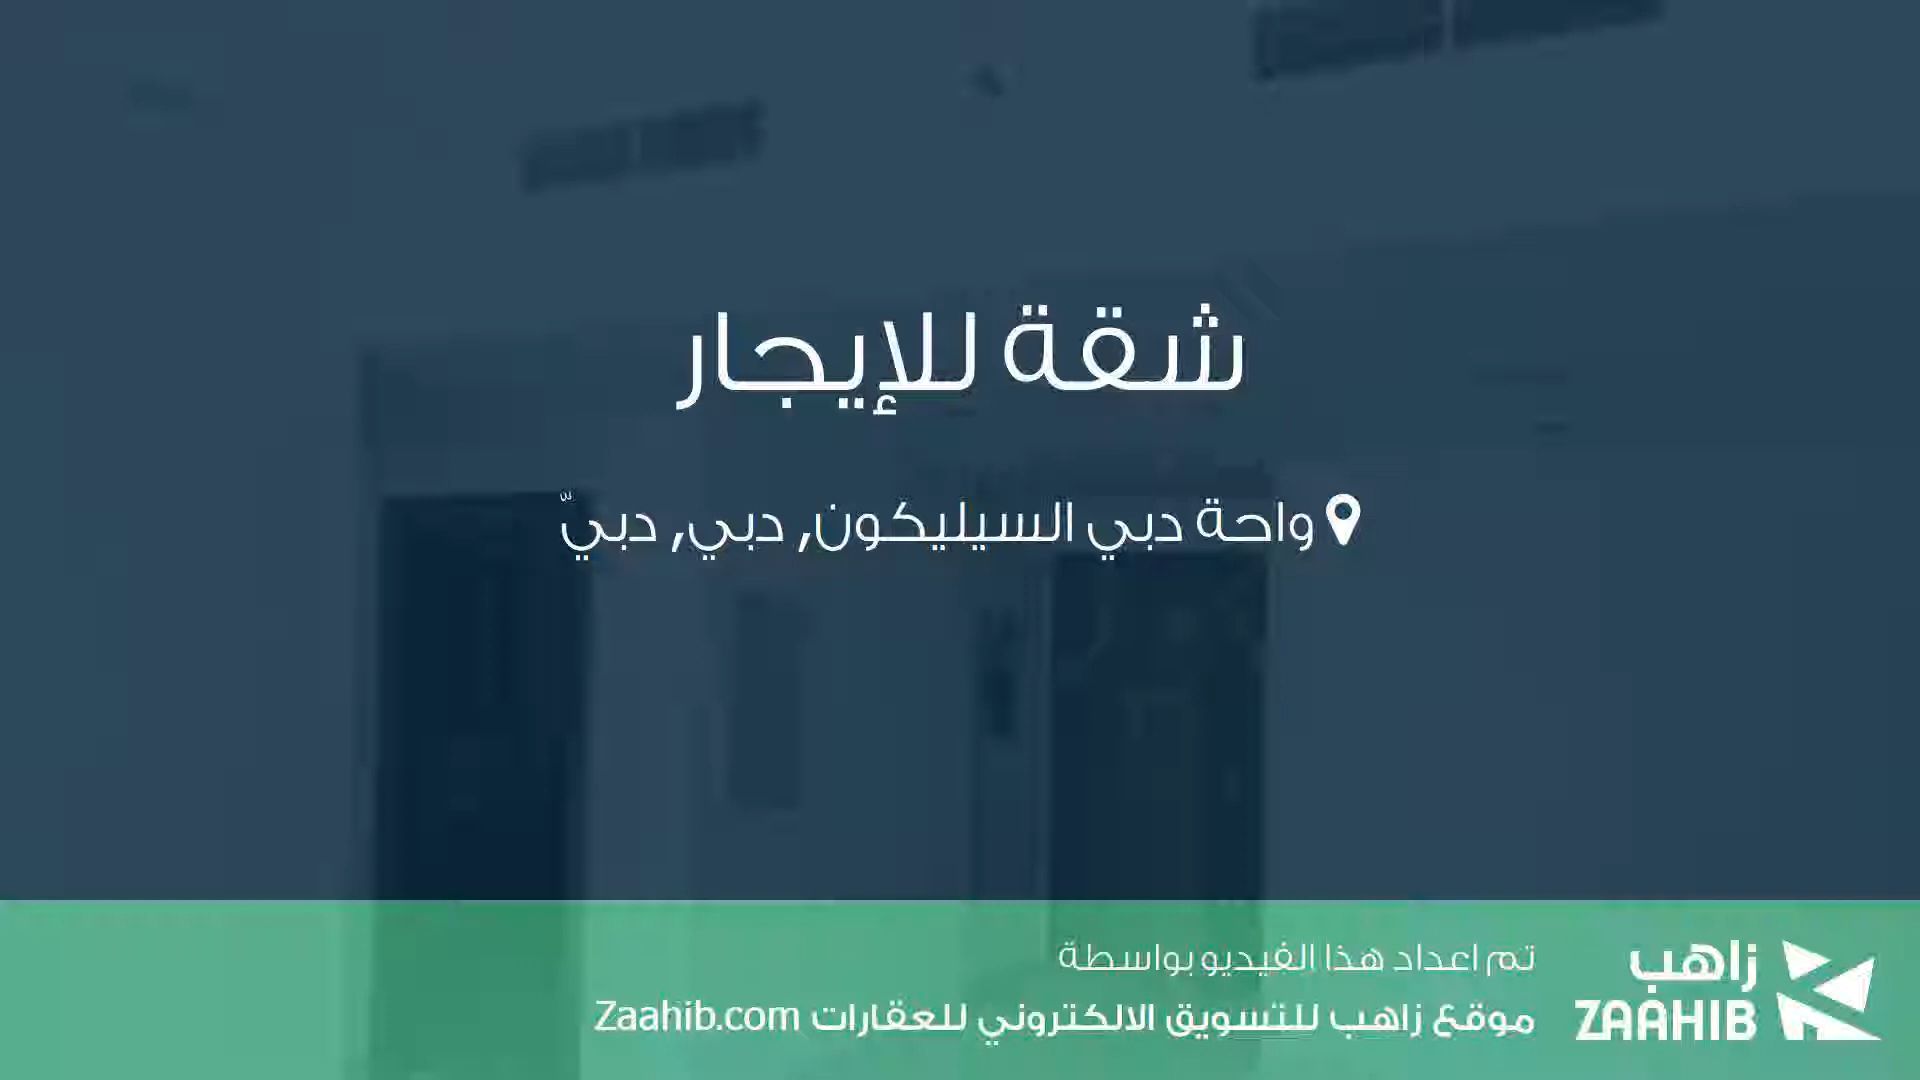 شقة للإيجار
واحة دبي السيليكون, دبي, دبيّ
تم اعداد هذا الفيديو بواسطة
موقع زاهب للتسويق الالكتروني للعقارات Zaahib.com
زاهب
ZAAHIB